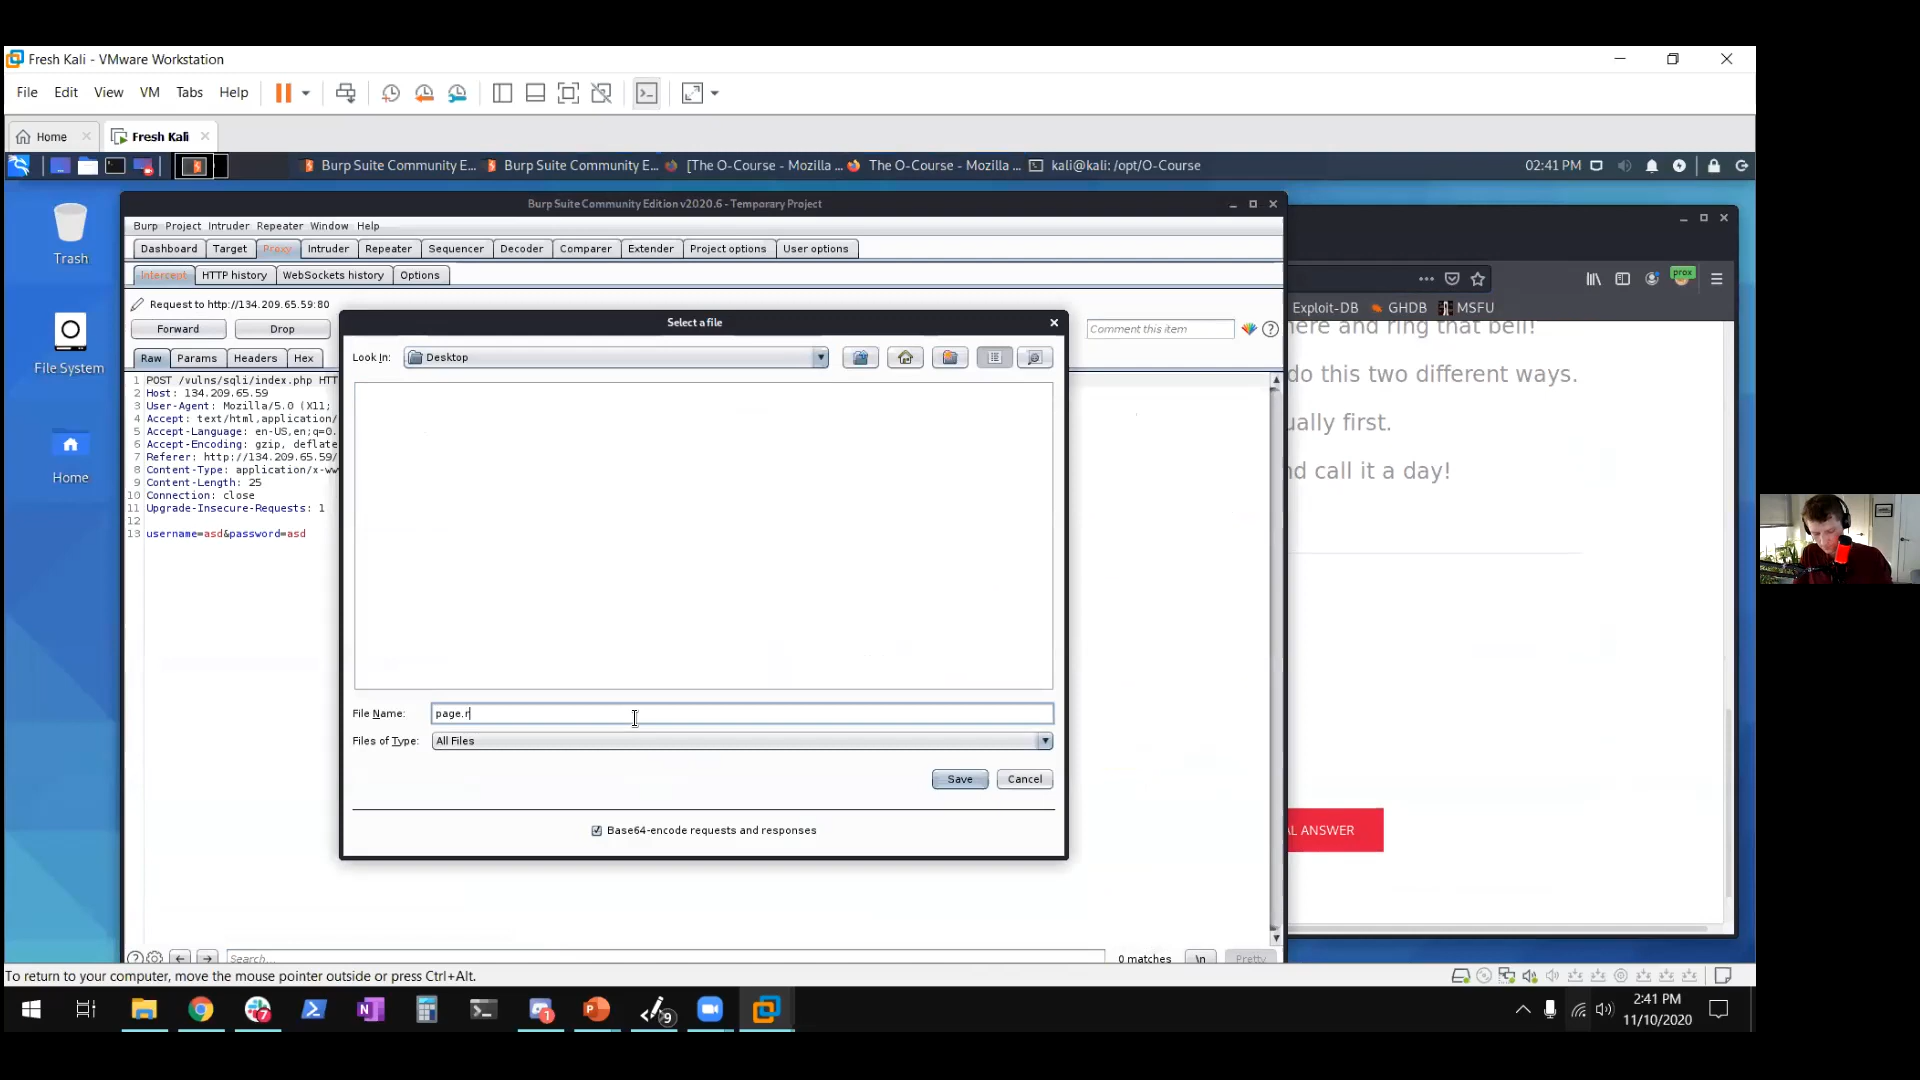 Fresh Kali - VMware Workstation
File Edit View VM Tabs Help
Home
Fresh Kali
Burp Suite Community E... Burp Suite Community E... [The O-Course - Mozilla ... The O-Course - Mozilla ... kali@kali: /opt/O-Course
02:41 PM
Trash
File System
Home
Burp Suite Community Edition v2020.6 - Temporary Project
Burp Project Intruder Repeater Window Help
Dashboard Target Proxy Intruder Repeater Sequencer Decoder Comparer Extender Project options User options
Intercept HTTP history WebSockets history Options
Request to http://134.209.65.59:80
Forward Drop
Comment this item
Raw Params Headers Hex
1 POST /vulns/sqli/index.php HTT
2 Host: 134.209.65.59
3 User-Agent: Mozilla/5.0 (X11;
4 Accept: text/html,application/
5 Accept-Language: en-US,en;q=0.
6 Accept-Encoding: gzip, deflate
7 Referer: http://134.209.65.59/
8 Content-Type: application/x-ww
9 Content-Length: 25
10 Connection: close
11 Upgrade-Insecure-Requests: 1
12
13 username=asd&password=asd
Select a file
Look In: Desktop
File Name: page.r
Files of Type: All Files
Save Cancel
Base64-encode requests and responses
Search...
0 matches \n Pretty
prox
Exploit-DB GHDB MSFU
here and ring that bell!
do this two different ways.
ually first.
nd call it a day!
AL ANSWER
To return to your computer, move the mouse pointer outside or press Ctrl+Alt.
7
1
9
2:41 PM
11/10/2020